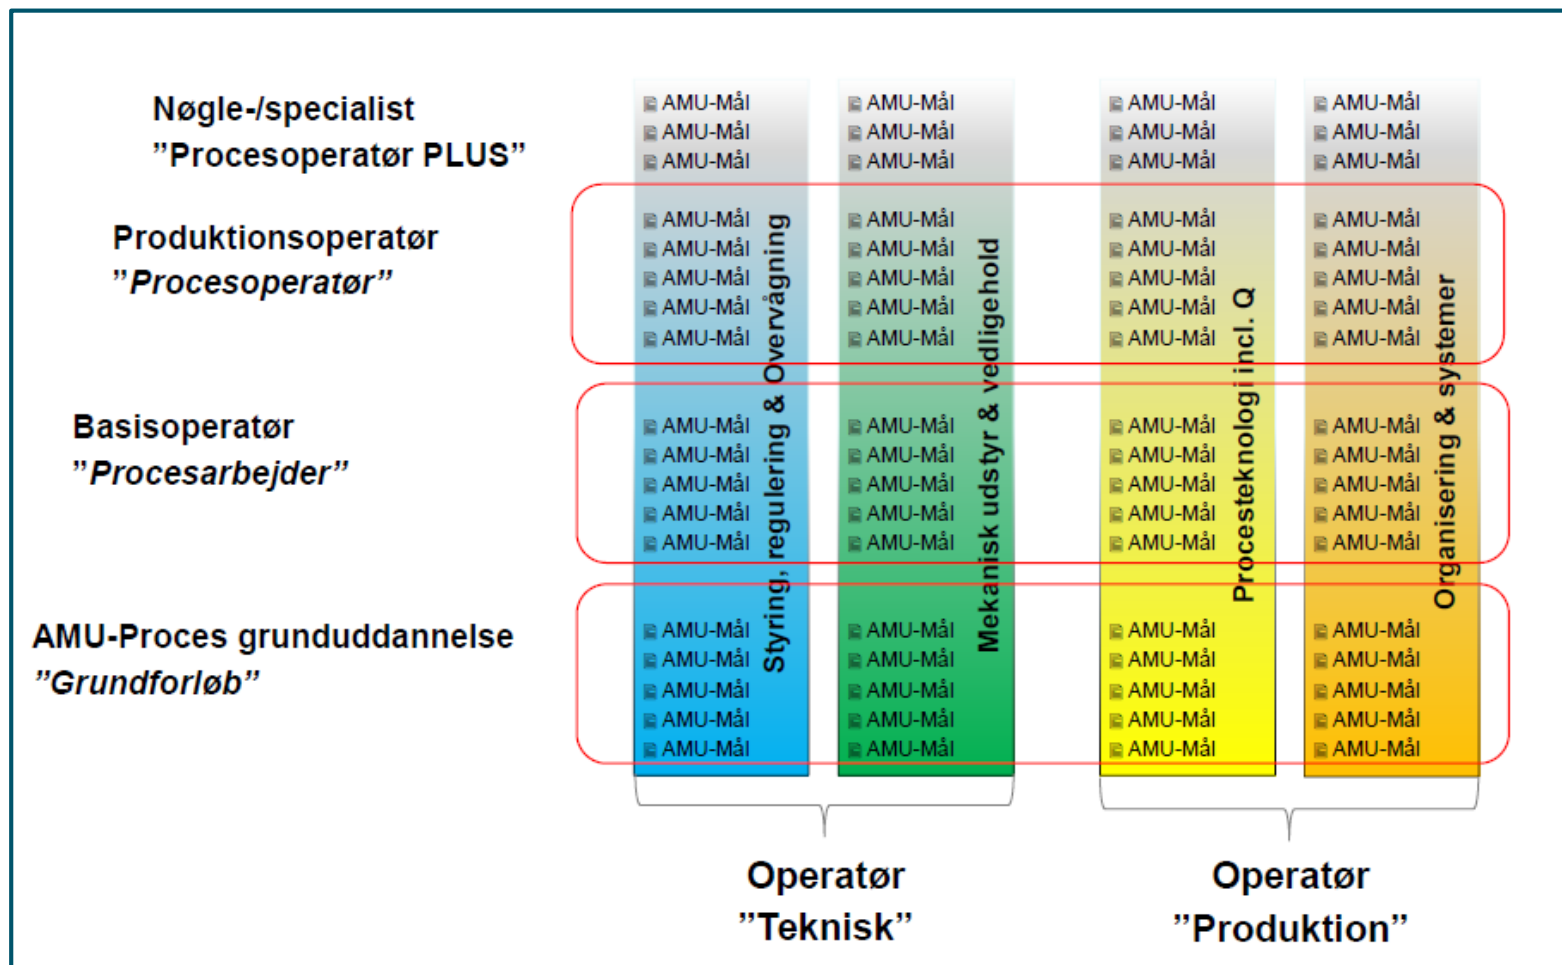 Nøgle-/specialist
”Procesoperatør PLUS”
AMU-Mål AMU-Mål AMU-Mål AMU-Mål
AMU-Mål AMU-Mål AMU-Mål AMU-Mål
AMU-Mål AMU-Mål AMU-Mål AMU-Mål
Produktionsoperatør
”Procesoperatør”
AMU-Mål AMU-Mål AMU-Mål AMU-Mål
AMU-Mål AMU-Mål AMU-Mål AMU-Mål
AMU-Mål AMU-Mål AMU-Mål AMU-Mål
AMU-Mål AMU-Mål AMU-Mål AMU-Mål
AMU-Mål AMU-Mål AMU-Mål AMU-Mål
Basisoperatør
”Procesarbejder”
AMU-Mål AMU-Mål AMU-Mål AMU-Mål
AMU-Mål AMU-Mål AMU-Mål AMU-Mål
AMU-Mål AMU-Mål AMU-Mål AMU-Mål
AMU-Mål AMU-Mål AMU-Mål AMU-Mål
AMU-Mål AMU-Mål AMU-Mål AMU-Mål
AMU-Proces grunduddannelse
”Grundforløb”
AMU-Mål AMU-Mål AMU-Mål AMU-Mål
AMU-Mål AMU-Mål AMU-Mål AMU-Mål
AMU-Mål AMU-Mål AMU-Mål AMU-Mål
AMU-Mål AMU-Mål AMU-Mål AMU-Mål
AMU-Mål AMU-Mål AMU-Mål AMU-Mål
Styring, regulering & Overvågning
Mekanisk udstyr & vedligehold
Procesteknologi incl. Q
Organisering & systemer
Operatør
”Teknisk”
Operatør
”Produktion”